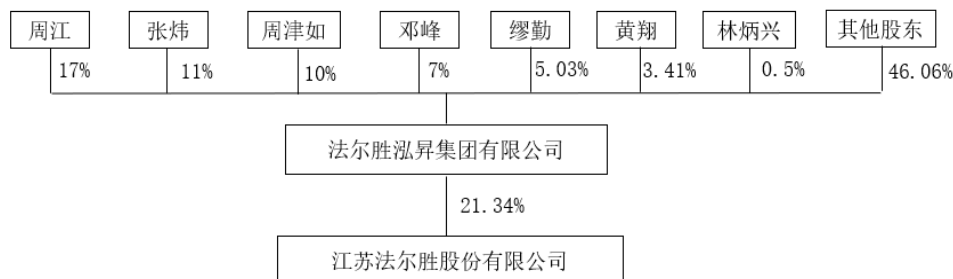 周江 张炜 周津如 邓峰 缪勤 黄翔 林炳兴 其他股东
17% 11% 10% 7% 5.03% 3.41% 0.5% 46.06%
法尔胜泓昇集团有限公司
21.34%
江苏法尔胜股份有限公司